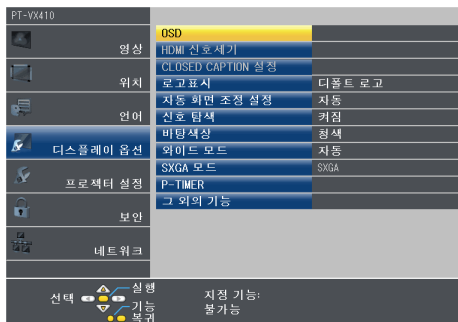 PT-VX410
영상
위치
언어
디스플레이 옵션
프로젝터 설정
보안
네트워크
OSD
HDMI 신호세기
CLOSED CAPTION 설정
로고표시 디폴트 로고
자동 화면 조정 설정 자동
신호 탐색 켜짐
바탕색상 청색
와이드 모드 자동
SXGA 모드 SXGA
P-TIMER
그 외의 기능
선택 실행
기능
복귀
지정 기능:
불가능